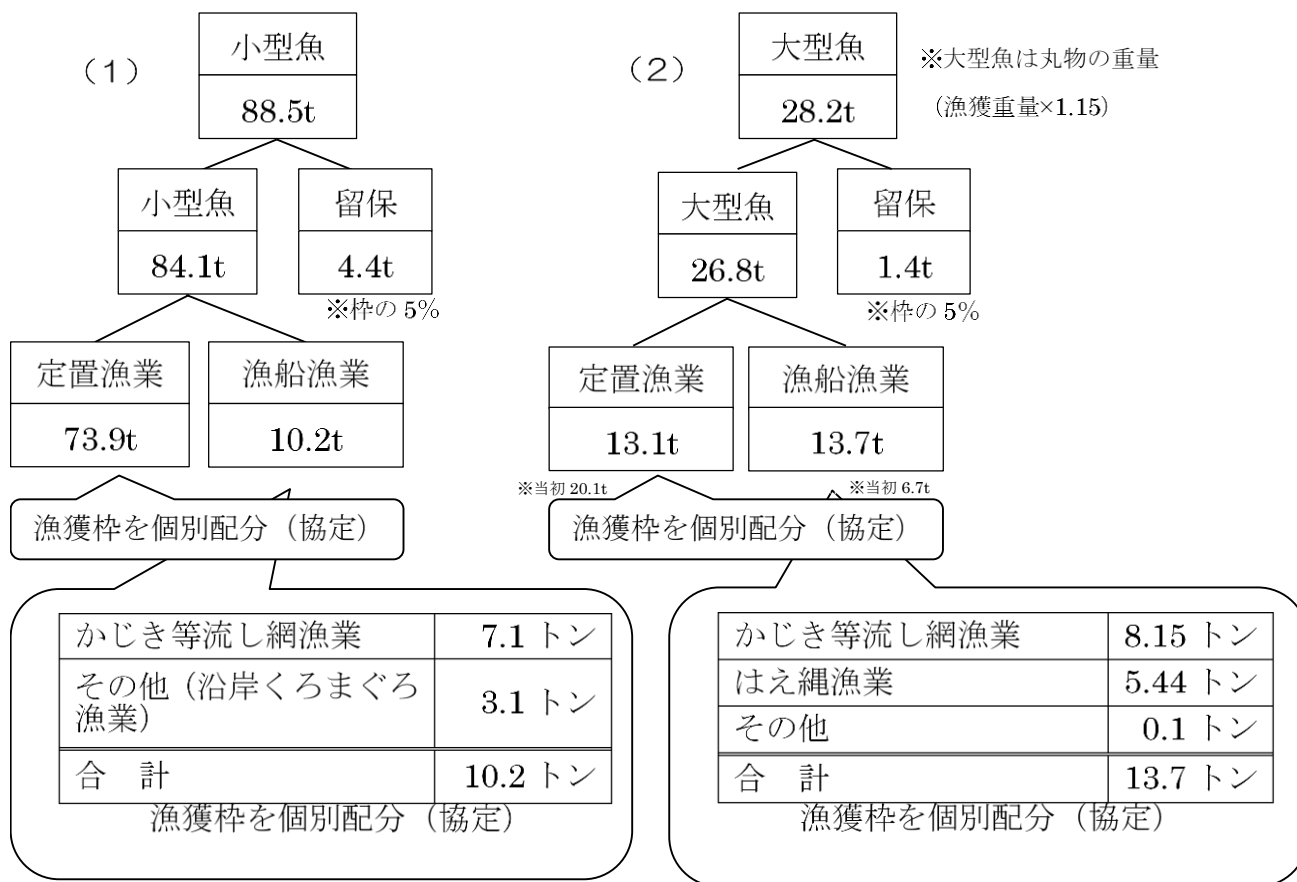 （1）
小型魚
88.5t
小型魚
84.1t
留保
4.4t
※枠の 5%
定置漁業
73.9t
漁船漁業
10.2t
漁獲枠を個別配分（協定）
かじき等流し網漁業 7.1 トン
その他（沿岸くろまぐろ
漁業） 3.1 トン
合　計 10.2 トン
漁獲枠を個別配分（協定）
（2）
大型魚
28.2t
※大型魚は丸物の重量
（漁獲重量×1.15）
大型魚
26.8t
留保
1.4t
※枠の 5%
定置漁業
13.1t
※当初 20.1t
漁船漁業
13.7t
※当初 6.7t
漁獲枠を個別配分（協定）
かじき等流し網漁業 8.15 トン
はえ縄漁業 5.44 トン
その他 0.1 トン
合　計 13.7 トン
漁獲枠を個別配分（協定）